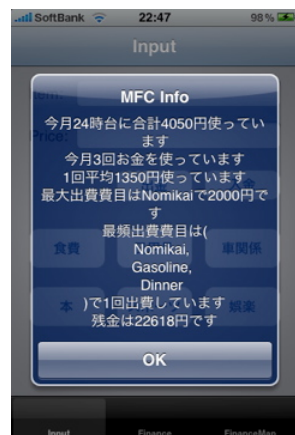 SoftBank 22:47 98%
Input
MFC Info
今月24時台に合計4050円使ってい
ます
今月3回お金を使っています
1回平均1350円使っています
最大出費費目はNomikaiで2000円で
す
最頻出費費目は(
Nomikai,
Gasoline,
Dinner
)で1回出費しています
残金は22618円です
Price:
食費
車関係
本
娯楽
OK
Input Finance FinanceMap